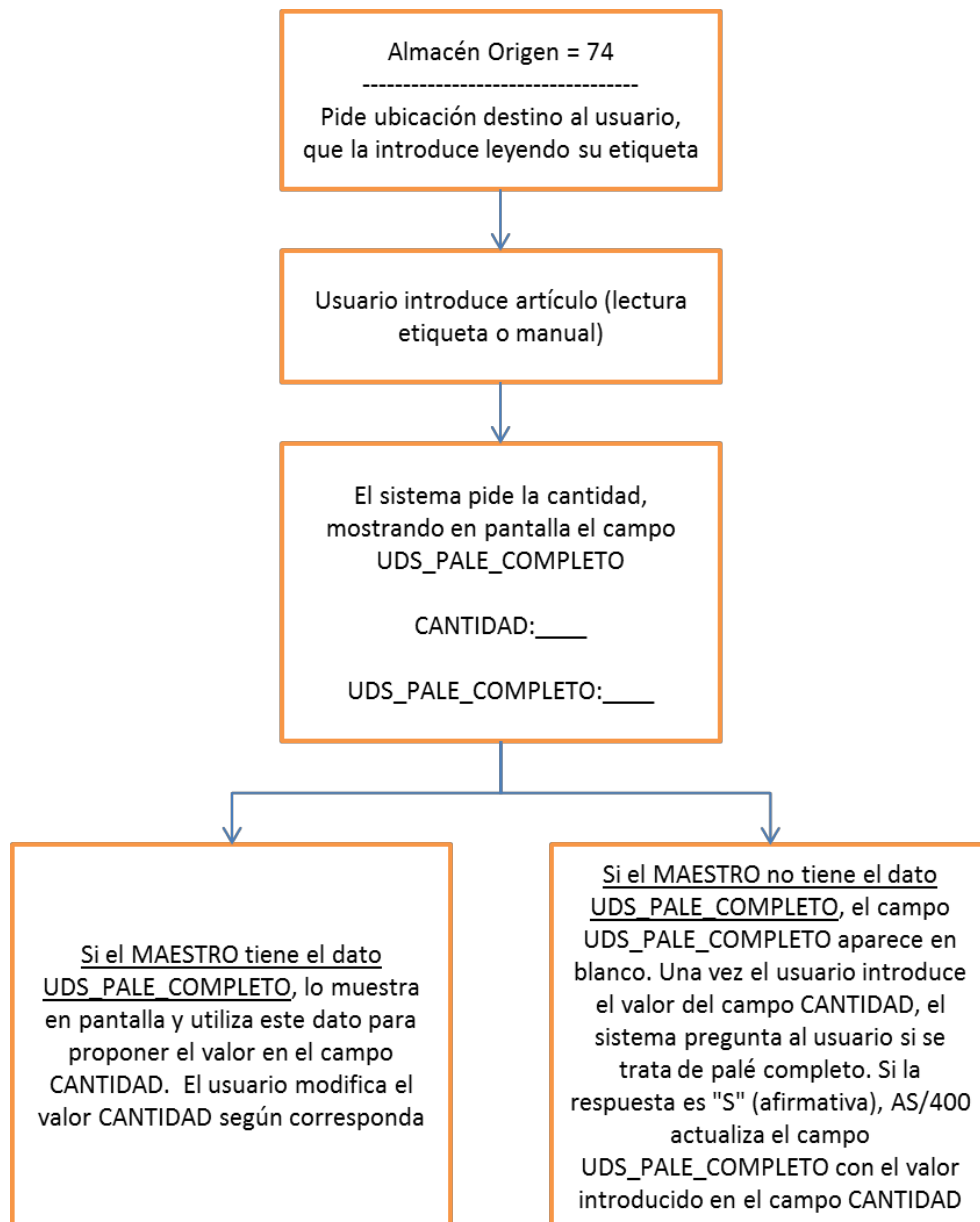 Almacén Origen = 74
----------------------------------
Pide ubicación destino al usuario,
que la introduce leyendo su etiqueta
Usuario introduce artículo (lectura
etiqueta o manual)
El sistema pide la cantidad,
mostrando en pantalla el campo
UDS_PALE_COMPLETO
CANTIDAD:____
UDS_PALE_COMPLETO:____
Si el MAESTRO tiene el dato
UDS_PALE_COMPLETO, lo muestra
en pantalla y utiliza este dato para
proponer el valor en el campo
CANTIDAD.  El usuario modifica el
valor CANTIDAD según corresponda
Si el MAESTRO no tiene el dato
UDS_PALE_COMPLETO, el campo
UDS_PALE_COMPLETO aparece en
blanco. Una vez el usuario introduce
el valor del campo CANTIDAD, el
sistema pregunta al usuario si se
trata de palé completo. Si la
respuesta es "S" (afirmativa), AS/400
actualiza el campo
UDS_PALE_COMPLETO con el valor
introducido en el campo CANTIDAD